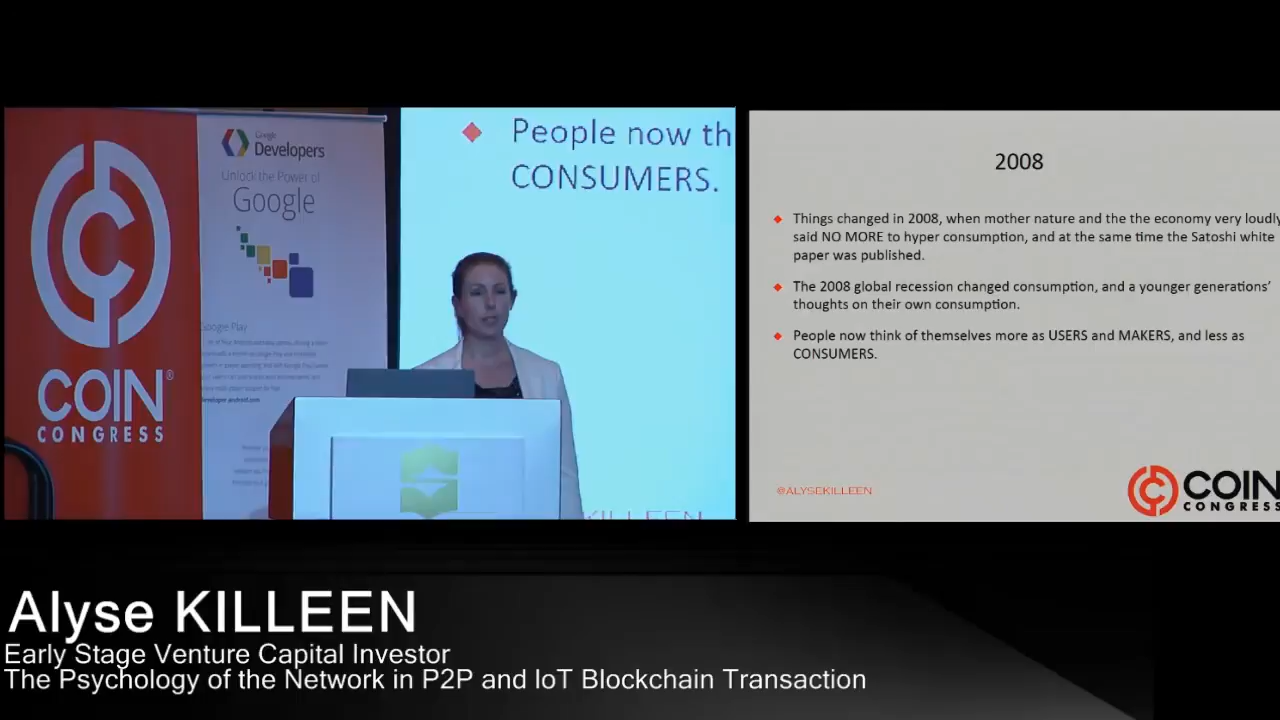 People now th
CONSUMERS.
Google
Developers
Unlock the Power of
Google
Google Play
COIN
CONGRESS
KILLEEN
2008
Things changed in 2008, when mother nature and the the economy very loudly
said NO MORE to hyper consumption, and at the same time the Satoshi white
paper was published.
The 2008 global recession changed consumption, and a younger generations'
thoughts on their own consumption.
People now think of themselves more as USERS and MAKERS, and less as
CONSUMERS.
@ALYSEKILLEEN
COIN
CONGRESS
Alyse KILLEEN
Early Stage Venture Capital Investor
The Psychology of the Network in P2P and IoT Blockchain Transaction